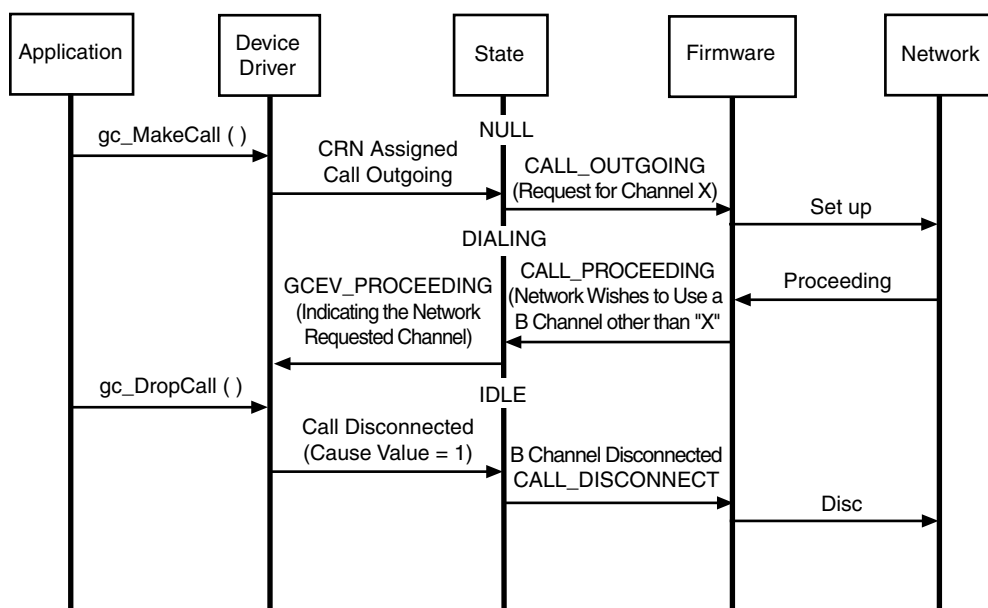 Application
Device
Driver
State
Firmware
Network
NULL
gc_MakeCall ( )
CRN Assigned
Call Outgoing
CALL_OUTGOING
(Request for Channel X)
Set up
DIALING
GCEV_PROCEEDING
(Indicating the Network
Requested Channel)
CALL_PROCEEDING
(Network Wishes to Use a
B Channel other than "X"
Proceeding
gc_DropCall ( )
IDLE
Call Disconnected
(Cause Value = 1)
B Channel Disconnected
CALL_DISCONNECT
Disc